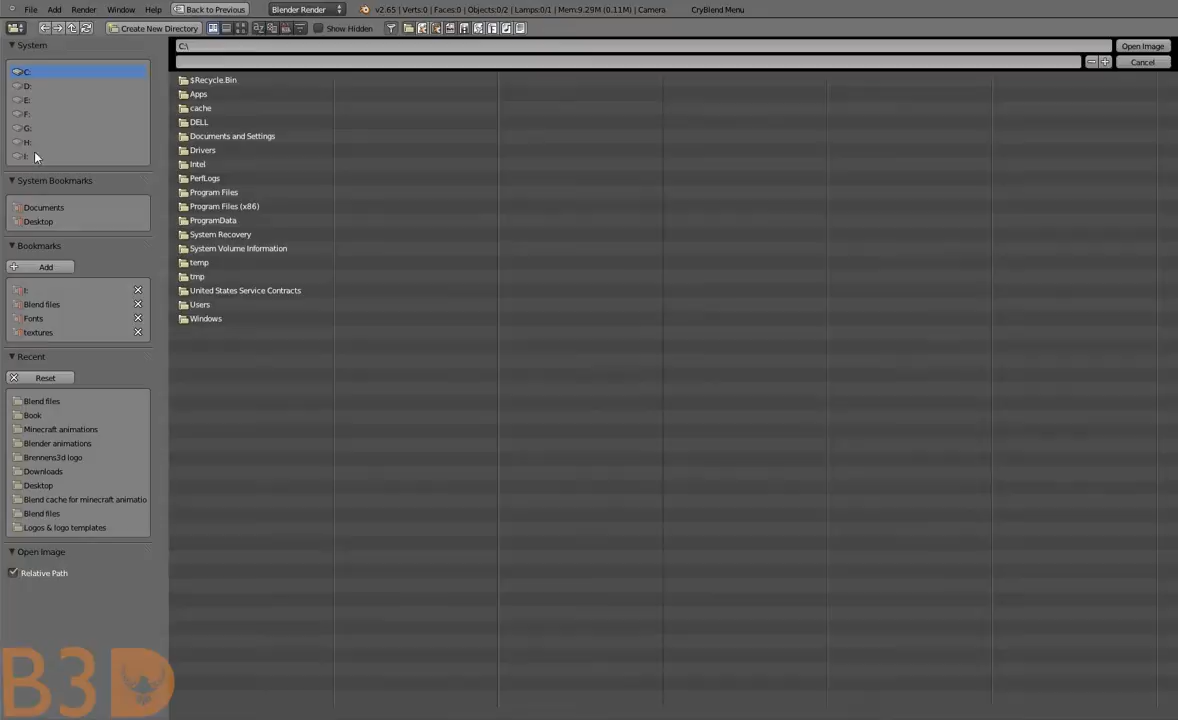 File Add Render Window Help Back to Previous Blender Render v2.65 | Verts:0 | Faces:0 | Objects:0/2 | Lamps:0/1 | Mem:9.29M (0.11M) | Camera CryBlend Menu
Create New Directory Show Hidden
System
C:\ Open Image
Cancel
C:
D:
E:
F:
G:
H:
I:
System Bookmarks
Documents
Desktop
Bookmarks
Add
I:
Blend files
Fonts
textures
Recent
Reset
Blend files
Book
Minecraft animations
Blender animations
Brennens3d logo
Downloads
Desktop
Blend cache for minecraft animatio
Blend files
Logos & logo templates
Open Image
Relative Path
$Recycle.Bin
Apps
cache
DELL
Documents and Settings
Drivers
Intel
PerfLogs
Program Files
Program Files (x86)
ProgramData
System Recovery
System Volume Information
temp
tmp
United States Service Contracts
Users
Windows
B3D